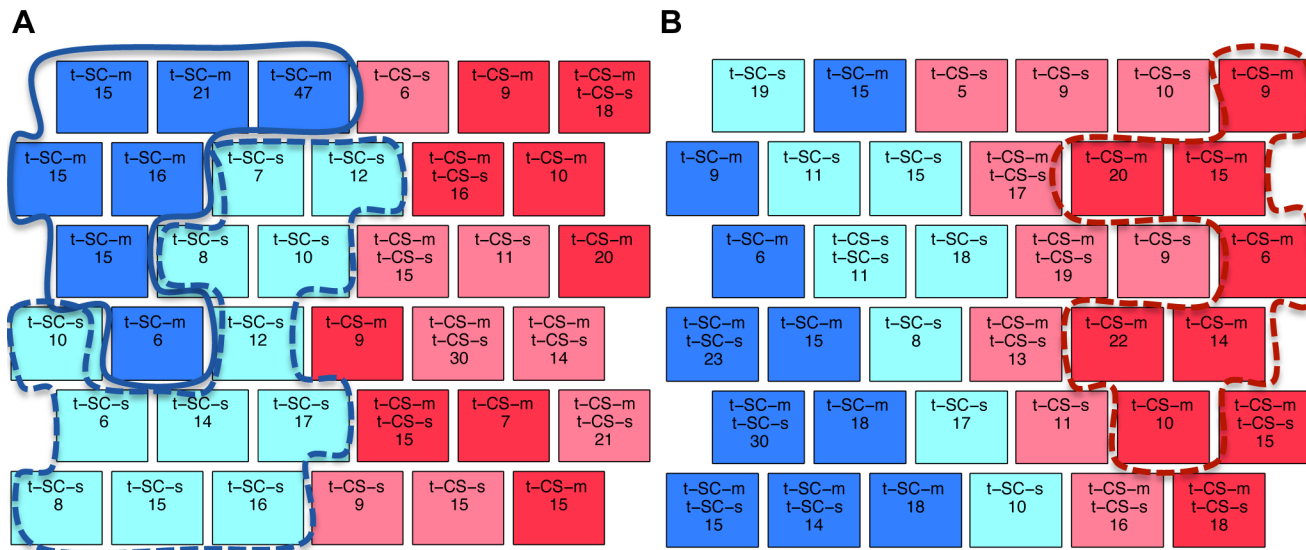 A
t–SC–m
15
t–SC–m
21
t–SC–m
47
t–CS–s
6
t–CS–m
9
t–CS–m
t–CS–s
18
t–SC–m
15
t–SC–m
16
t–SC–s
7
t–SC–s
12
t–CS–m
t–CS–s
16
t–CS–m
10
t–SC–m
15
t–SC–s
8
t–SC–s
10
t–CS–m
t–CS–s
15
t–CS–s
11
t–CS–m
20
t–SC–s
10
t–SC–m
6
t–SC–s
12
t–CS–m
9
t–CS–m
t–CS–s
30
t–CS–m
t–CS–s
14
t–SC–s
6
t–SC–s
14
t–SC–s
17
t–CS–m
t–CS–s
15
t–CS–m
7
t–CS–m
t–CS–s
21
t–SC–s
8
t–SC–s
15
t–SC–s
16
t–CS–s
9
t–CS–s
15
t–CS–m
15
B
t–SC–s
19
t–SC–m
15
t–CS–s
5
t–CS–s
9
t–CS–s
10
t–CS–m
9
t–SC–m
9
t–SC–s
11
t–SC–s
15
t–CS–m
t–CS–s
17
t–CS–m
20
t–CS–m
15
t–SC–m
6
t–CS–s
t–SC–s
11
t–SC–s
18
t–CS–m
t–CS–s
19
t–CS–s
9
t–CS–m
6
t–SC–m
t–SC–s
23
t–SC–m
15
t–SC–s
8
t–CS–m
t–CS–s
13
t–CS–m
22
t–CS–m
14
t–SC–m
t–SC–s
30
t–SC–m
18
t–SC–s
17
t–CS–s
11
t–CS–m
10
t–CS–m
t–CS–s
15
t–SC–m
t–SC–s
15
t–SC–m
t–SC–s
14
t–SC–m
18
t–SC–s
10
t–CS–m
t–CS–s
16
t–CS–m
t–CS–s
18